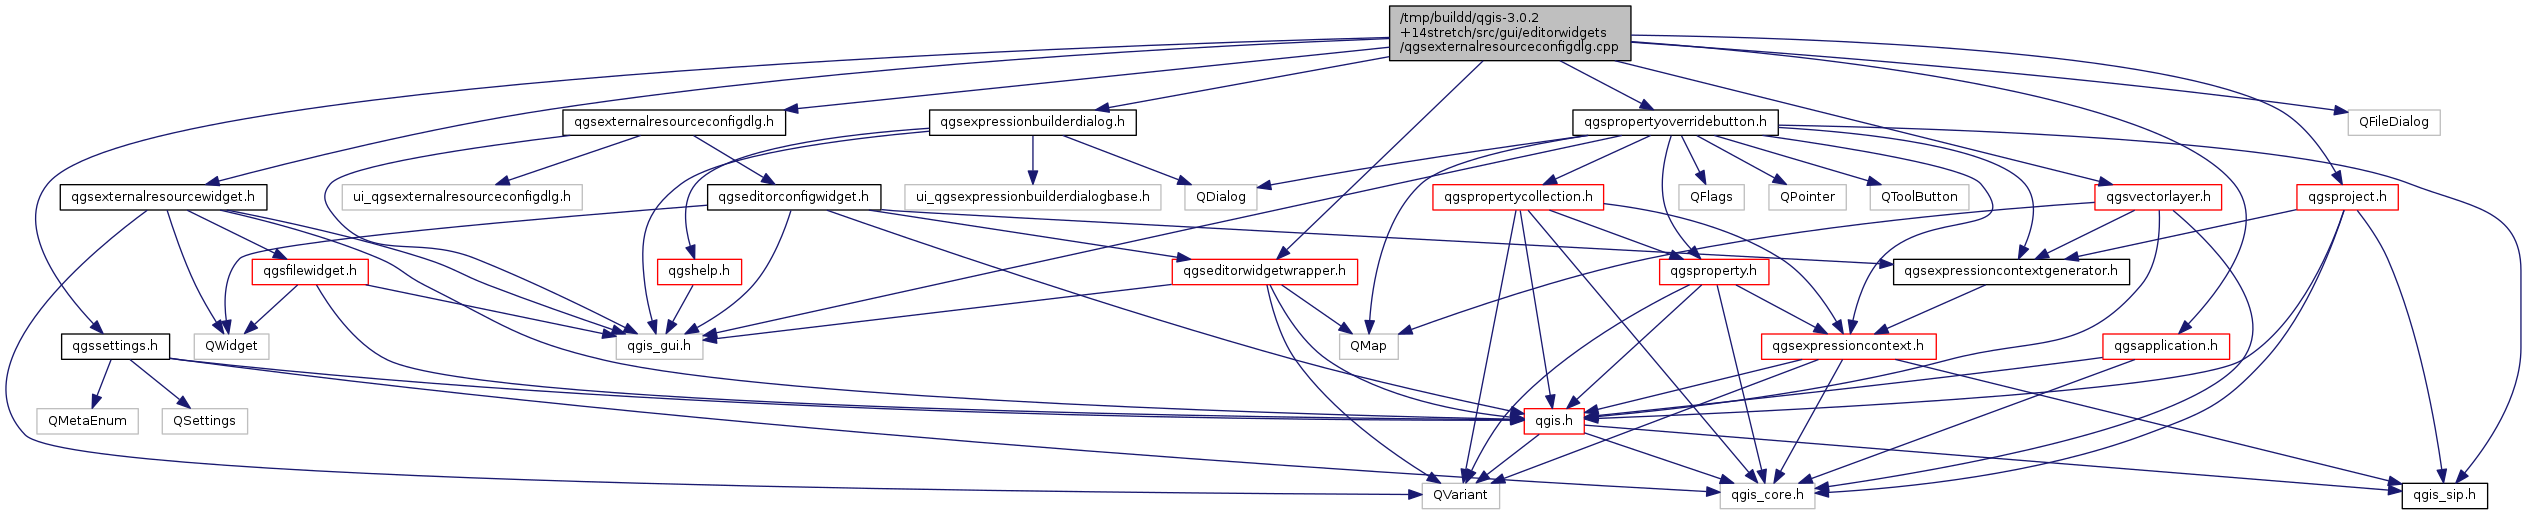 /tmp/buildd/qgis-3.0.2
+14stretch/src/gui/editorwidgets
/qgsexternalresourceconfigdlg.cpp
qgsexternalresourceconfigdlg.h
qgsexpressionbuilderdialog.h
qgspropertyoverridebutton.h
QFileDialog
qgsexternalresourcewidget.h
ui_qgsexternalresourceconfigdlg.h
qgseditorconfigwidget.h
ui_qgsexpressionbuilderdialogbase.h
QDialog
qgspropertycollection.h
QFlags
QPointer
QToolButton
qgsvectorlayer.h
qgsproject.h
qgsfilewidget.h
qgshelp.h
qgseditorwidgetwrapper.h
qgsproperty.h
qgsexpressioncontextgenerator.h
qgssettings.h
QWidget
qgis_gui.h
QMap
qgsexpressioncontext.h
qgsapplication.h
QMetaEnum
QSettings
qgis.h
QVariant
qgis_core.h
qgis_sip.h